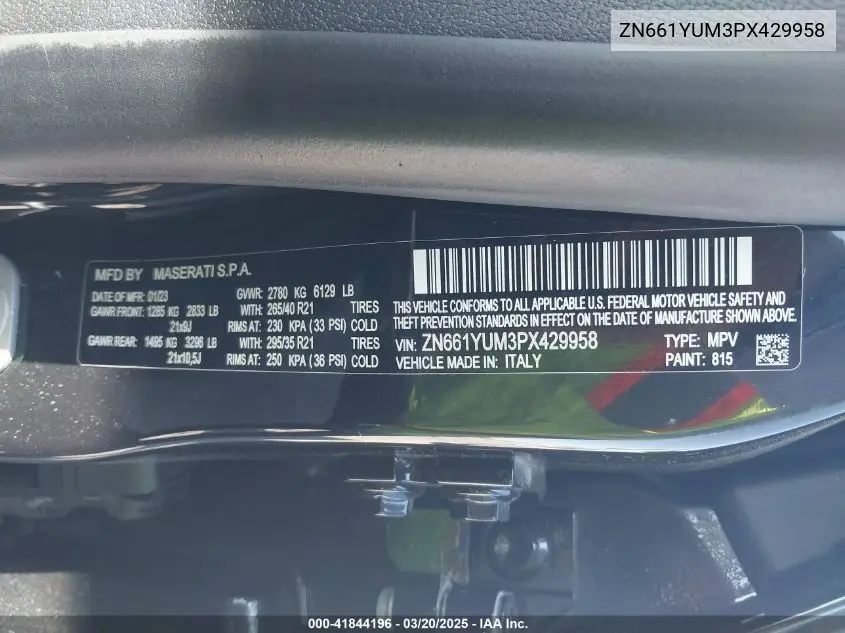 ZN661YUM3PX429958
MFD BY MASERATI S.P.A.
DATE OF MFR: 01/23 GVWR: 2780 KG 6129 LB
GAWR FRONT: 1285 KG 2833 LB WITH: 265/40 R21 TIRES
21x9J RIMS AT: 230 KPA (33 PSI) COLD
GAWR REAR: 1495 KG 3296 LB WITH: 295/35 R21 TIRES
21x10,5J RIMS AT: 250 KPA (36 PSI) COLD
THIS VEHICLE CONFORMS TO ALL APPLICABLE U.S. FEDERAL MOTOR VEHICLE SAFETY AND
THEFT PREVENTION STANDARDS IN EFFECT ON THE DATE OF MANUFACTURE SHOWN ABOVE.
VIN: ZN661YUM3PX429958 TYPE: MPV
VEHICLE MADE IN: ITALY PAINT: 815
000-41844196 - 03/20/2025 - IAA Inc.